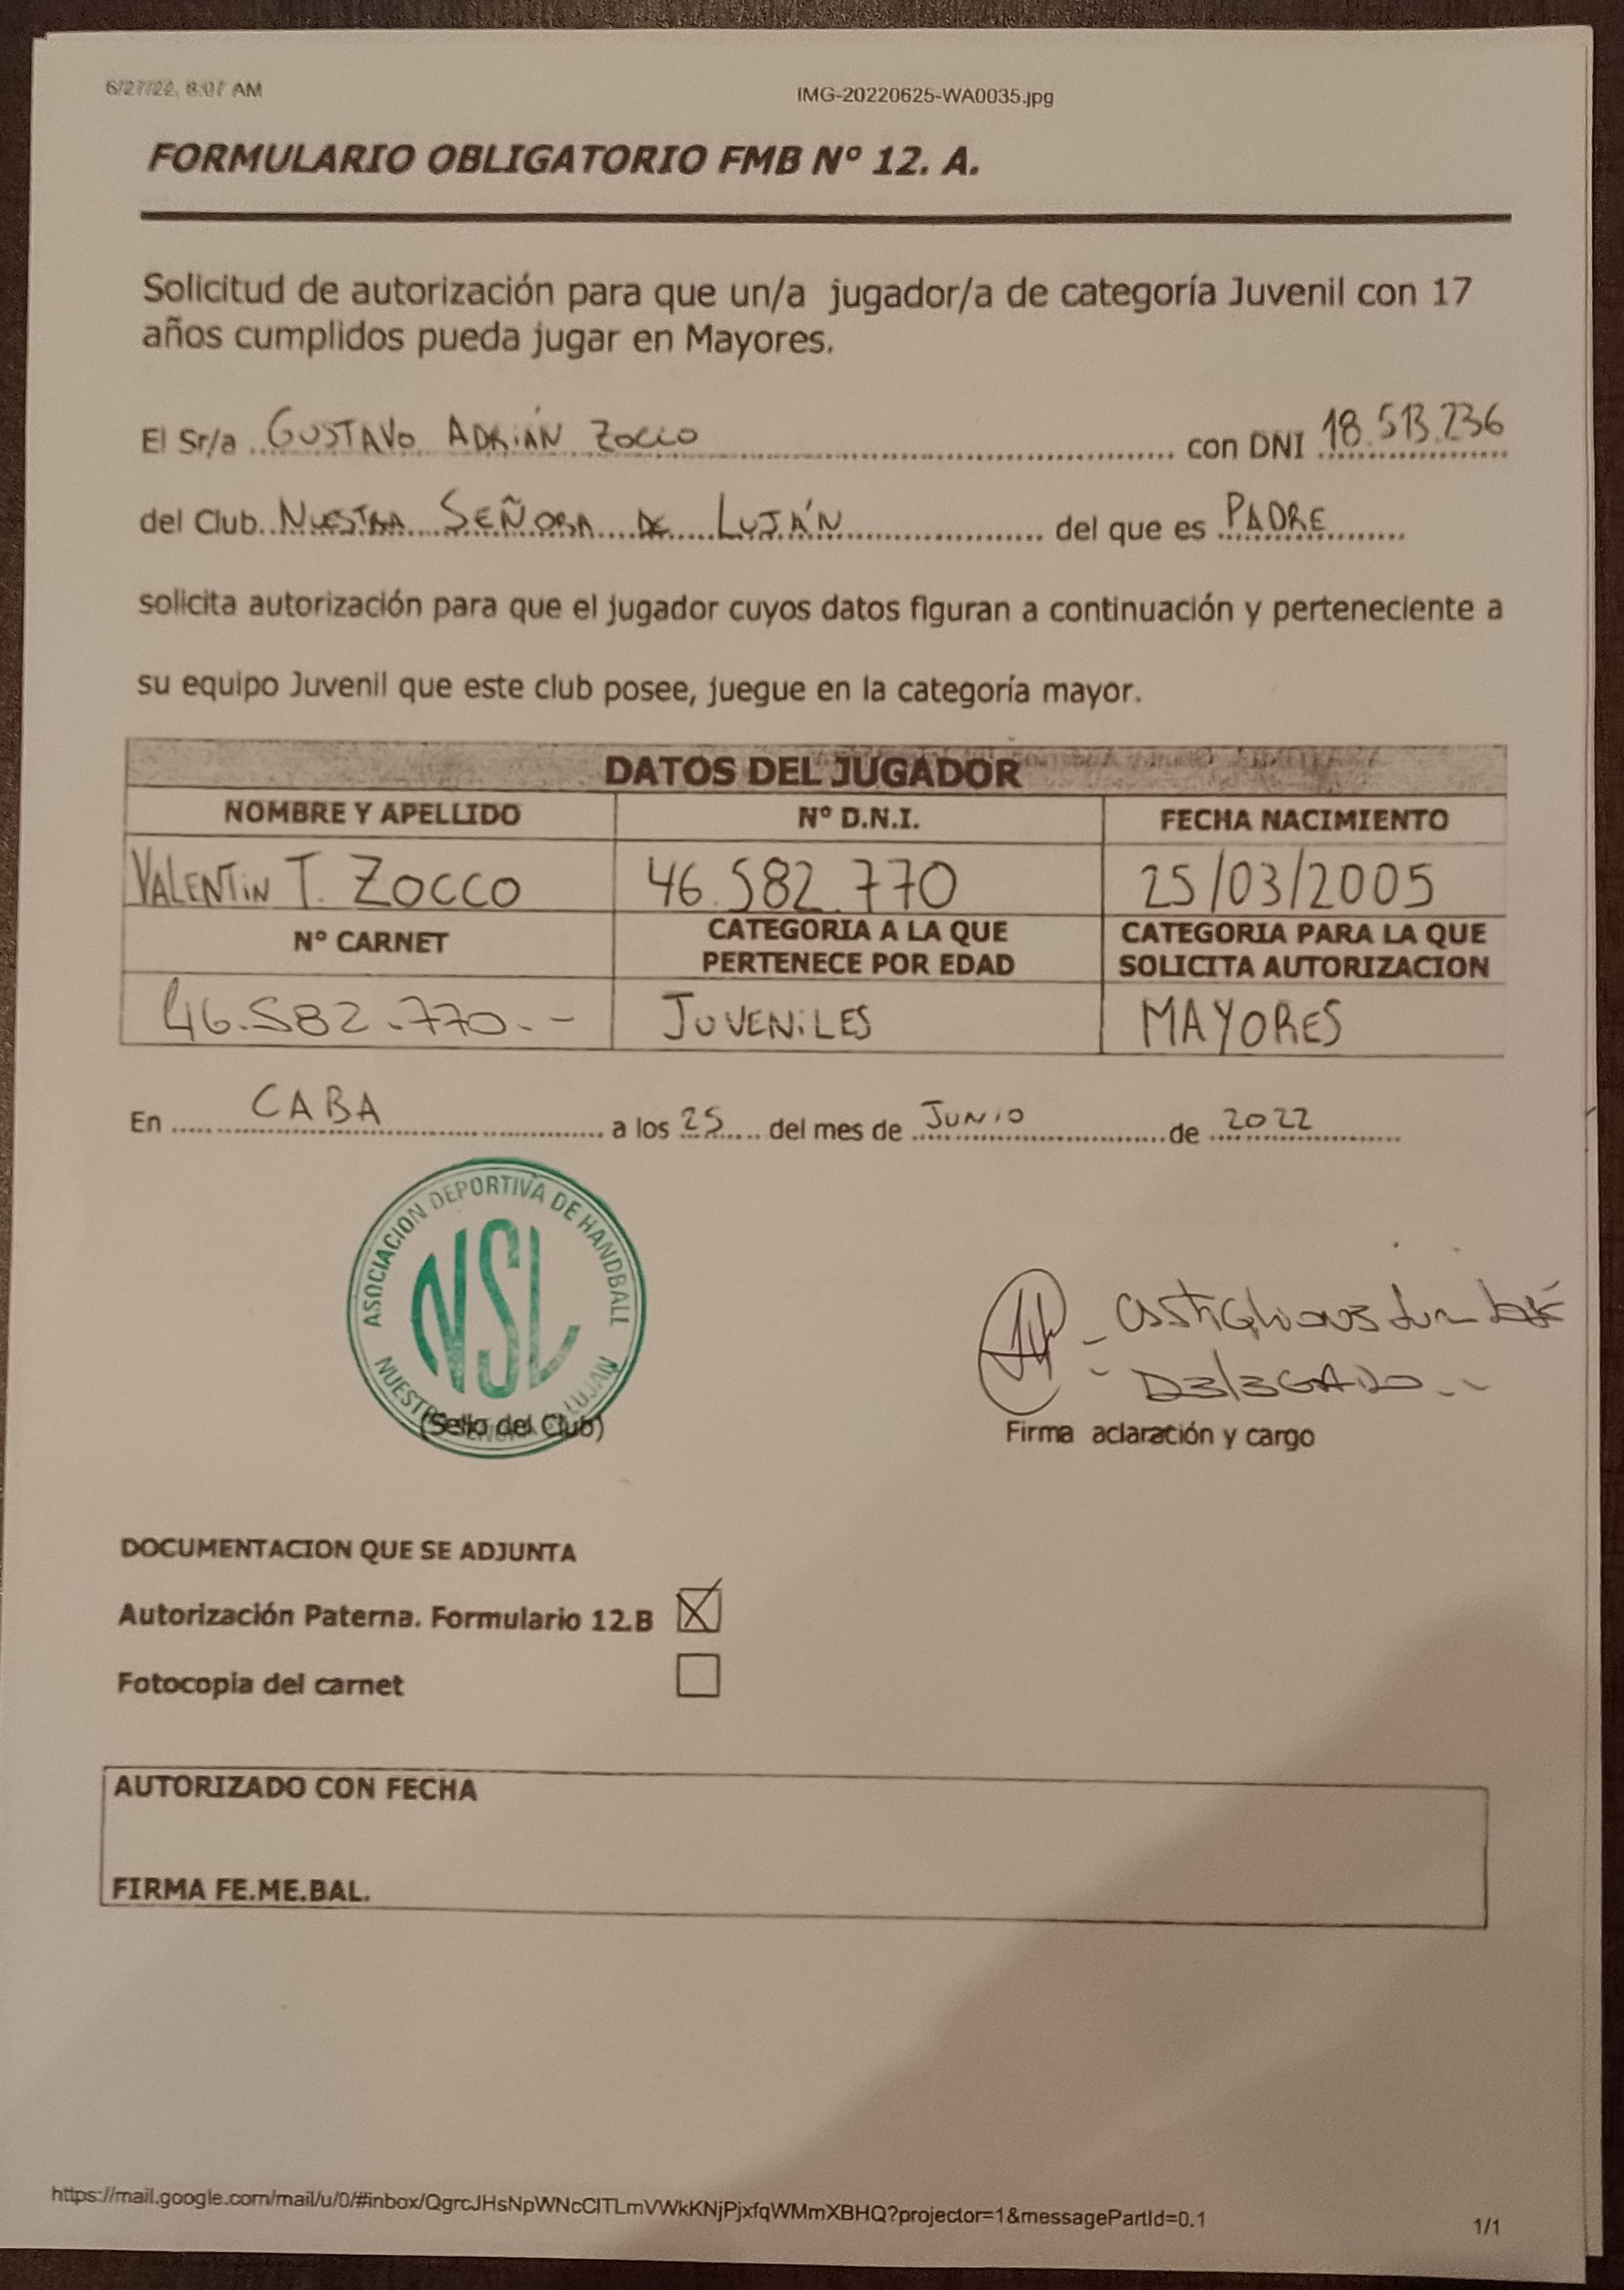 6/27/22, 8:07 AM
IMG-20220625-WA0035.jpg
FORMULARIO OBLIGATORIO FMB Nº 12. A.
Solicitud de autorización para que un/a jugador/a de categoría Juvenil con 17
años cumplidos pueda jugar en Mayores.
El Sr/a GUSTAVO ADRIÁN ZOCCO con DNI 18.513.236
del Club NUESTRA SEÑORA DE LUJÁN del que es PADRE
solicita autorización para que el jugador cuyos datos figuran a continuación y perteneciente a
su equipo Juvenil que este club posee, juegue en la categoría mayor.
DATOS DEL JUGADOR
NOMBRE Y APELLIDO Nº D.N.I. FECHA NACIMIENTO
VALENTIN T. ZOCCO 46.582.770 25/03/2005
Nº CARNET CATEGORIA A LA QUE PERTENECE POR EDAD CATEGORIA PARA LA QUE SOLICITA AUTORIZACION
46.582.770.- JUVENILES MAYORES
En CABA a los 25 del mes de JUNIO de 2022
ASOCIACION DEPORTIVA DE HANDBALL
NSL
NUESTRA SEÑORA LUJAN
(Sello del Club)
CASTIGLIONE
DELEGADO
Firma aclaración y cargo
DOCUMENTACION QUE SE ADJUNTA
Autorización Paterna. Formulario 12.B X
Fotocopia del carnet
AUTORIZADO CON FECHA
FIRMA FE.ME.BAL.
https://mail.google.com/mail/u/0/#inbox/QgrcJHsNpWNcCITLmVWkKNjPjxfqWMmXBHQ?projector=1&messagePartId=0.1
1/1